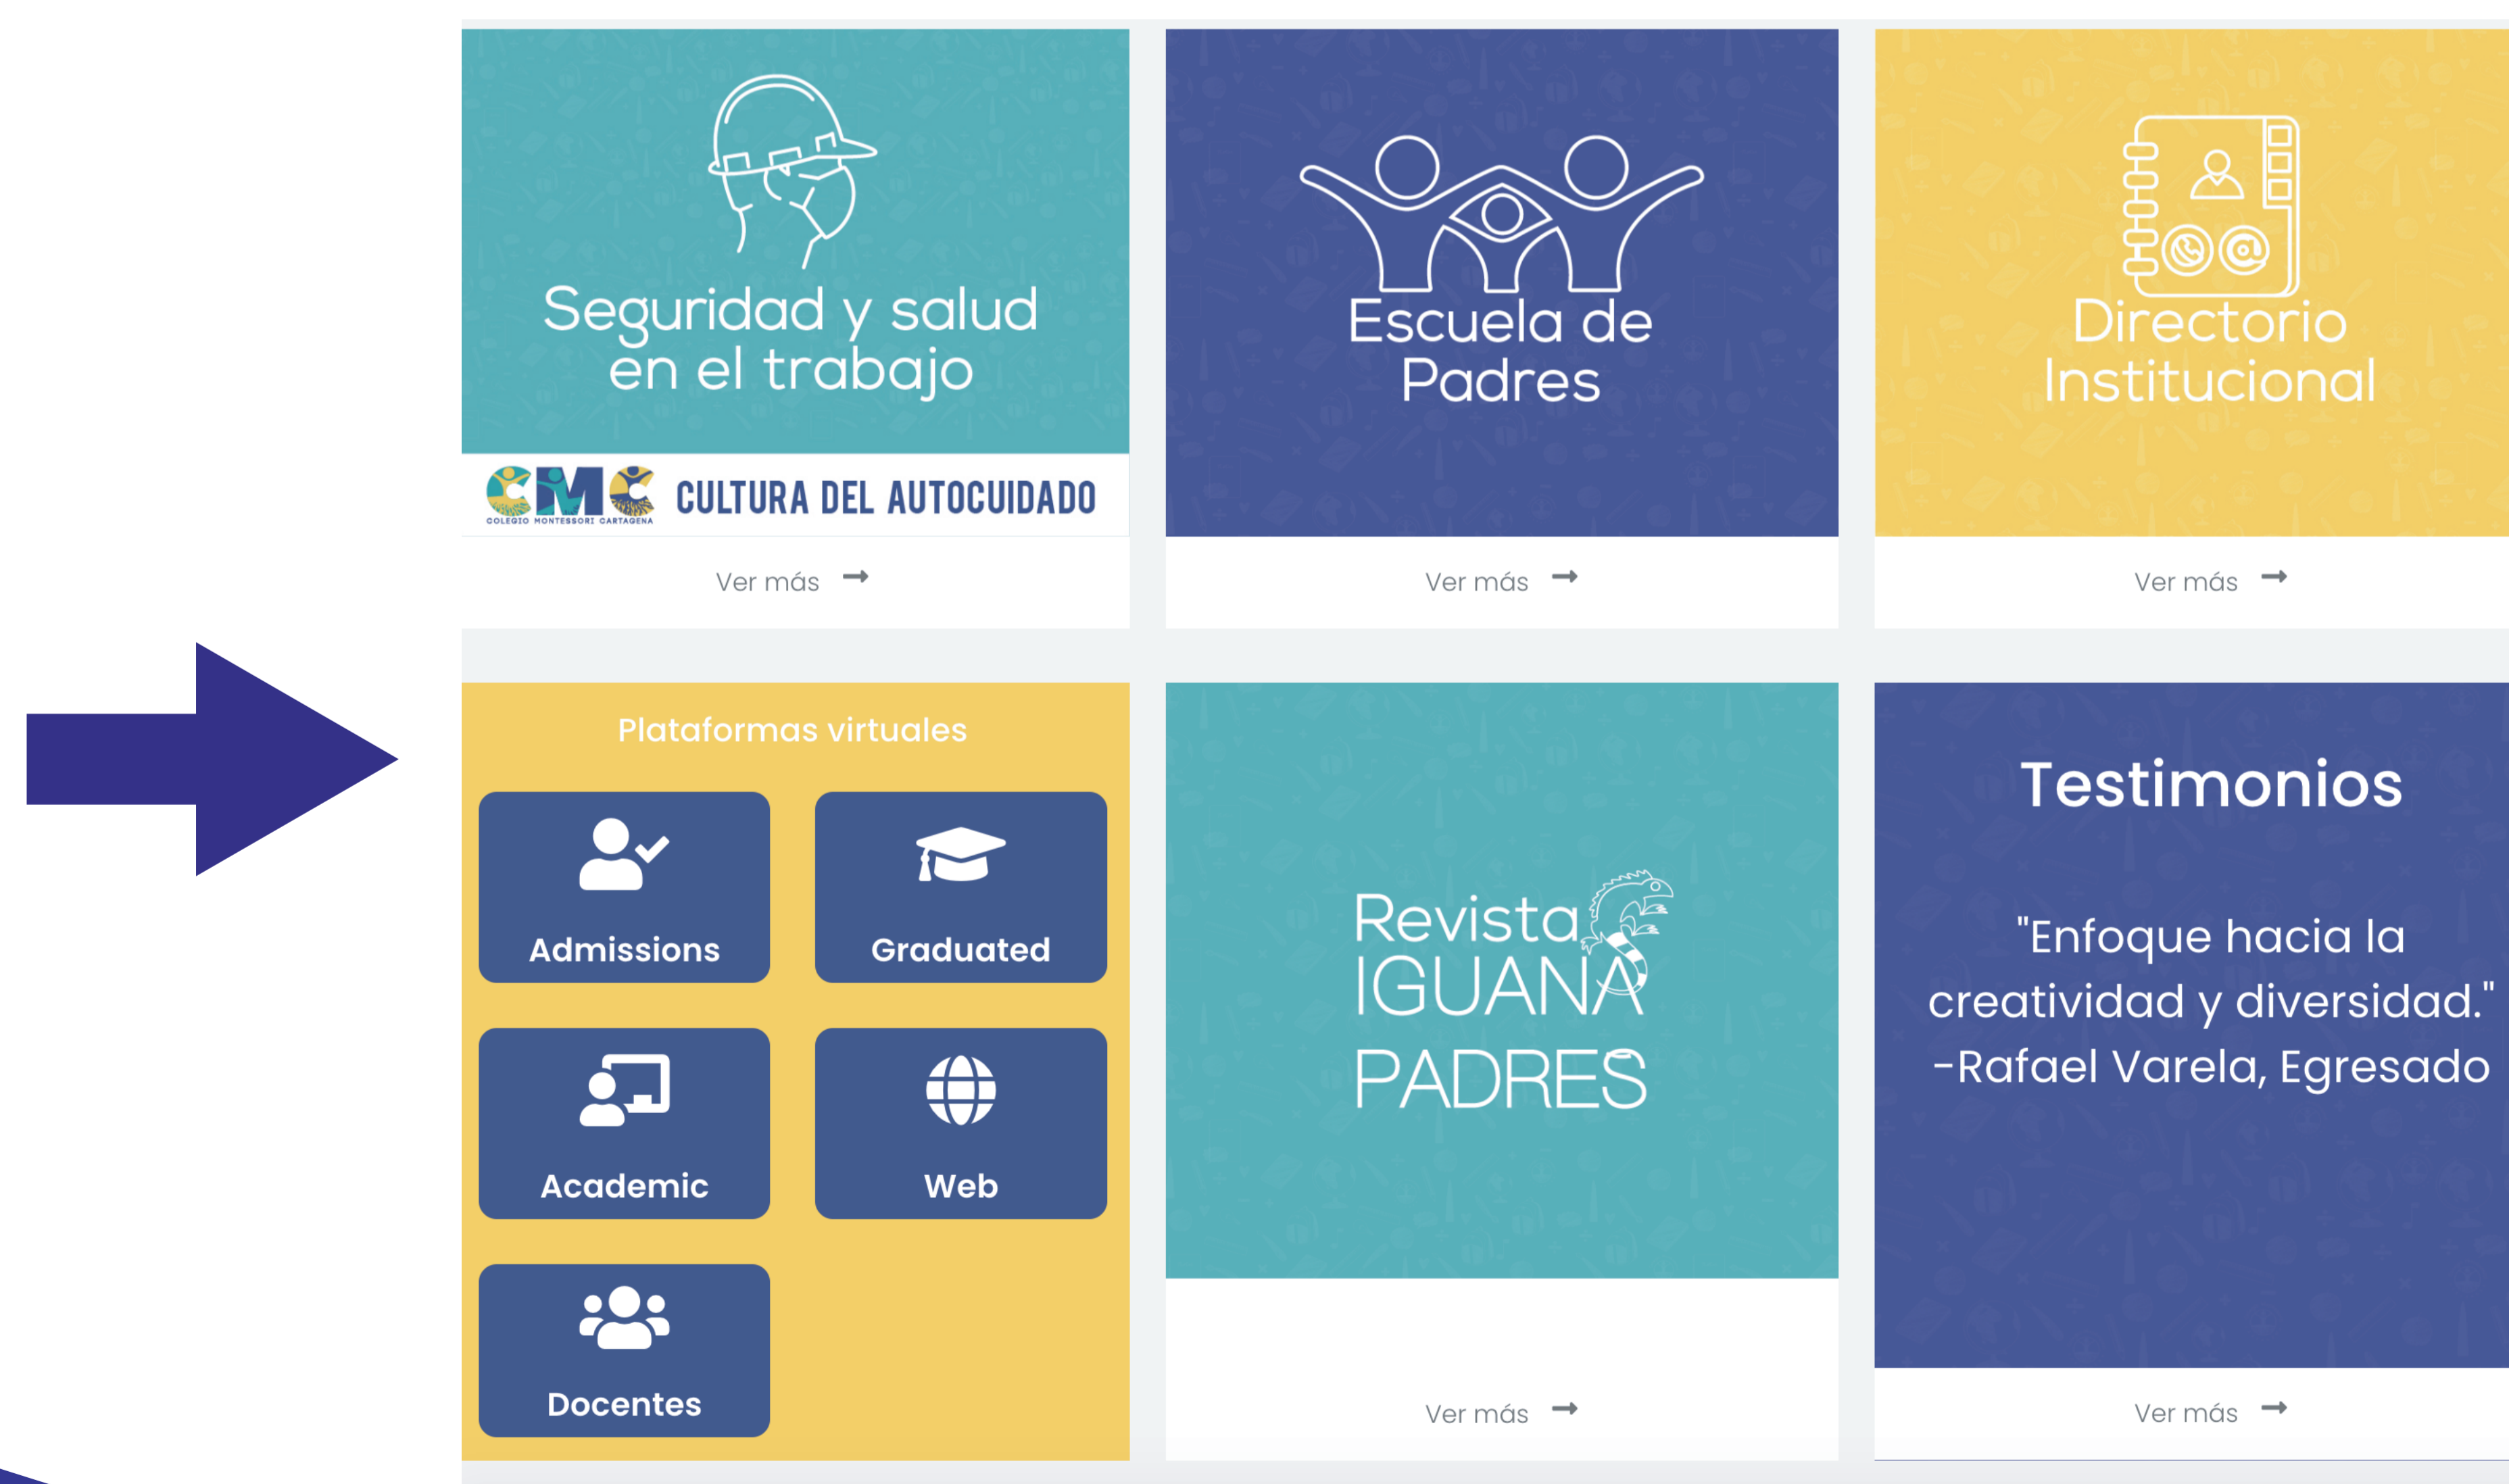 Seguridad y salud
en el trabajo
CMC
COLEGIO MONTESSORI CARTAGENA
CULTURA DEL AUTOCUIDADO
Ver más
Escuela de
Padres
Ver más
Directorio
Institucional
Ver más
Plataformas virtuales
Admissions
Graduated
Academic
Web
Docentes
Revista
IGUANA
PADRES
Ver más
Testimonios
"Enfoque hacia la
creatividad y diversidad."
-Rafael Varela, Egresado
Ver más